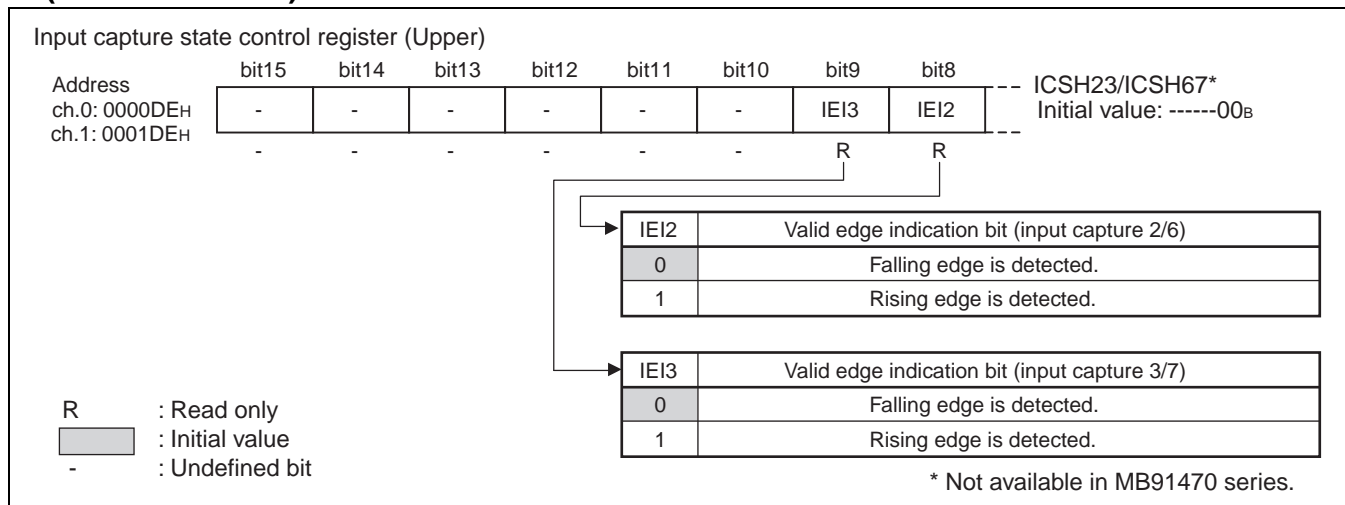 Input capture state control register (Upper)
bit15 bit14 bit13 bit12 bit11 bit10 bit9 bit8
Address
ch.0: 0000DEH
ch.1: 0001DEH
- - - - - - IEI3 IEI2
ICSH23/ICSH67*
Initial value: ------00B
- - - - - - R R
IEI2 Valid edge indication bit (input capture 2/6)
0 Falling edge is detected.
1 Rising edge is detected.
IEI3 Valid edge indication bit (input capture 3/7)
0 Falling edge is detected.
1 Rising edge is detected.
R : Read only
: Initial value
- : Undefined bit
* Not available in MB91470 series.